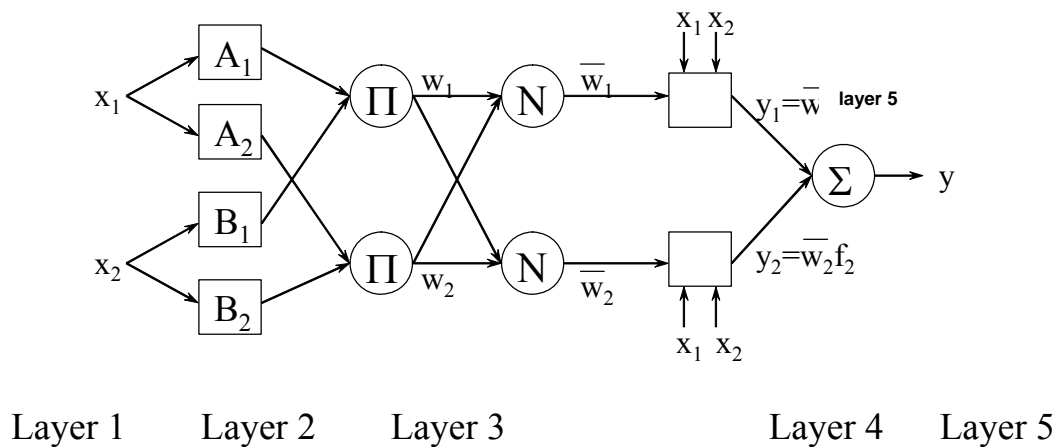 x₁ x₂
A₁
x₁
A₂
Π w₁ N w̅₁
y₁=w̅ layer 5
Σ y
B₁
x₂
B₂
Π w₂ N w̅₂
y₂=w̅₂f₂
x₁ x₂
Layer 1 Layer 2 Layer 3 Layer 4 Layer 5